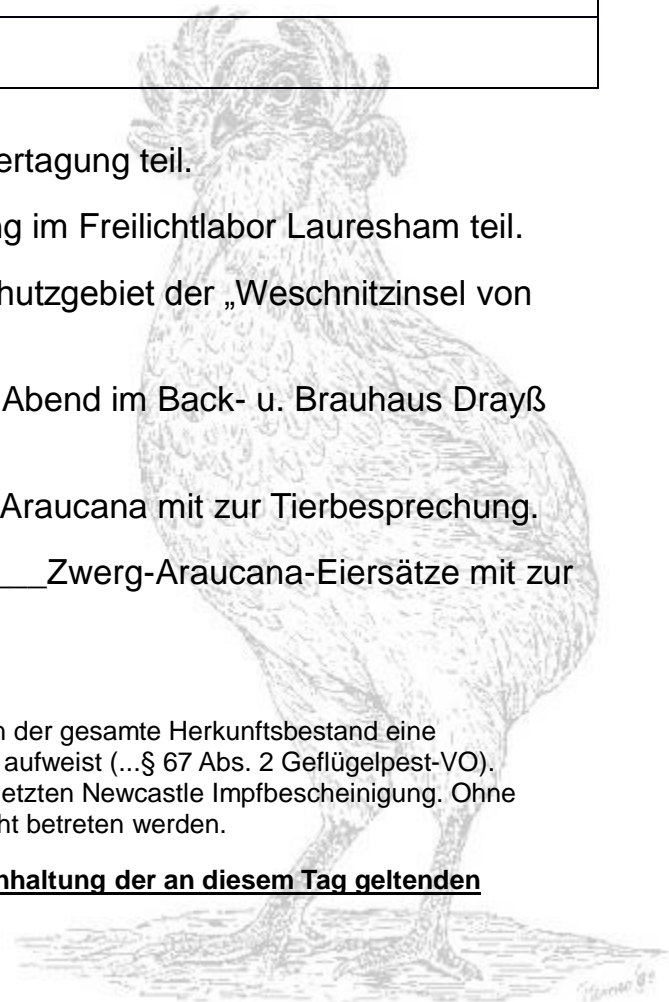 ertagung teil.
g im Freilichtlabor Lauresham teil.
hutzgebiet der „Weschnitzinsel von
Abend im Back- u. Brauhaus Drayß
Araucana mit zur Tierbesprechung.
___Zwerg-Araucana-Eiersätze mit zur
n der gesamte Herkunftsbestand eine
aufweist (...§ 67 Abs. 2 Geflügelpest-VO).
etzten Newcastle Impfbescheinigung. Ohne
ht betreten werden.
nhaltung der an diesem Tag geltenden